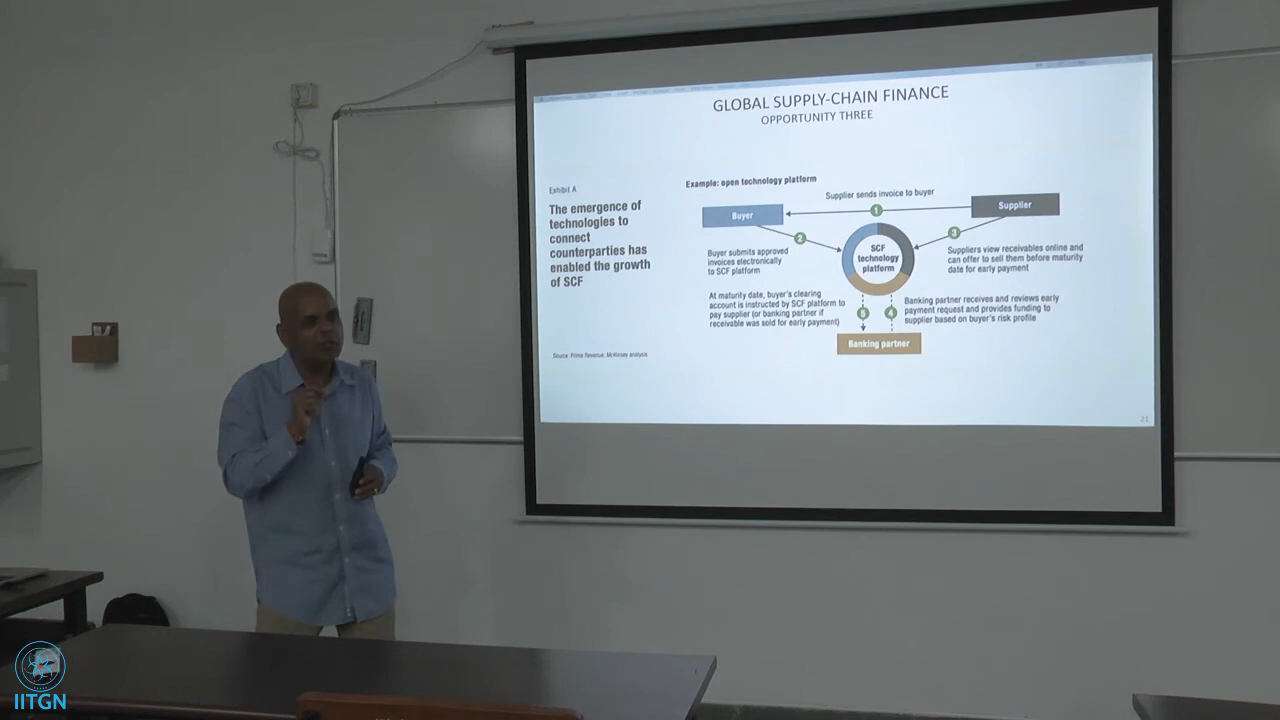 GLOBAL SUPPLY-CHAIN FINANCE
OPPORTUNITY THREE
Exhibit A
The emergence of
technologies to
connect
counterparties has
enabled the growth
of SCF
Source: Prime Revenue; McKinsey analysis
Example: open technology platform
Supplier sends invoice to buyer
Buyer
1
Supplier
2
3
SCF
technology
platform
Buyer submits approved
invoices electronically
to SCF platform
Suppliers view receivables online and
can offer to sell them before maturity
date for early payment
At maturity date, buyer's clearing
account is instructed by SCF platform to
pay supplier (or banking partner if
receivable was sold for early payment)
5
4
Banking partner receives and reviews early
payment request and provides funding to
supplier based on buyer's risk profile
Banking partner
21
IITGN